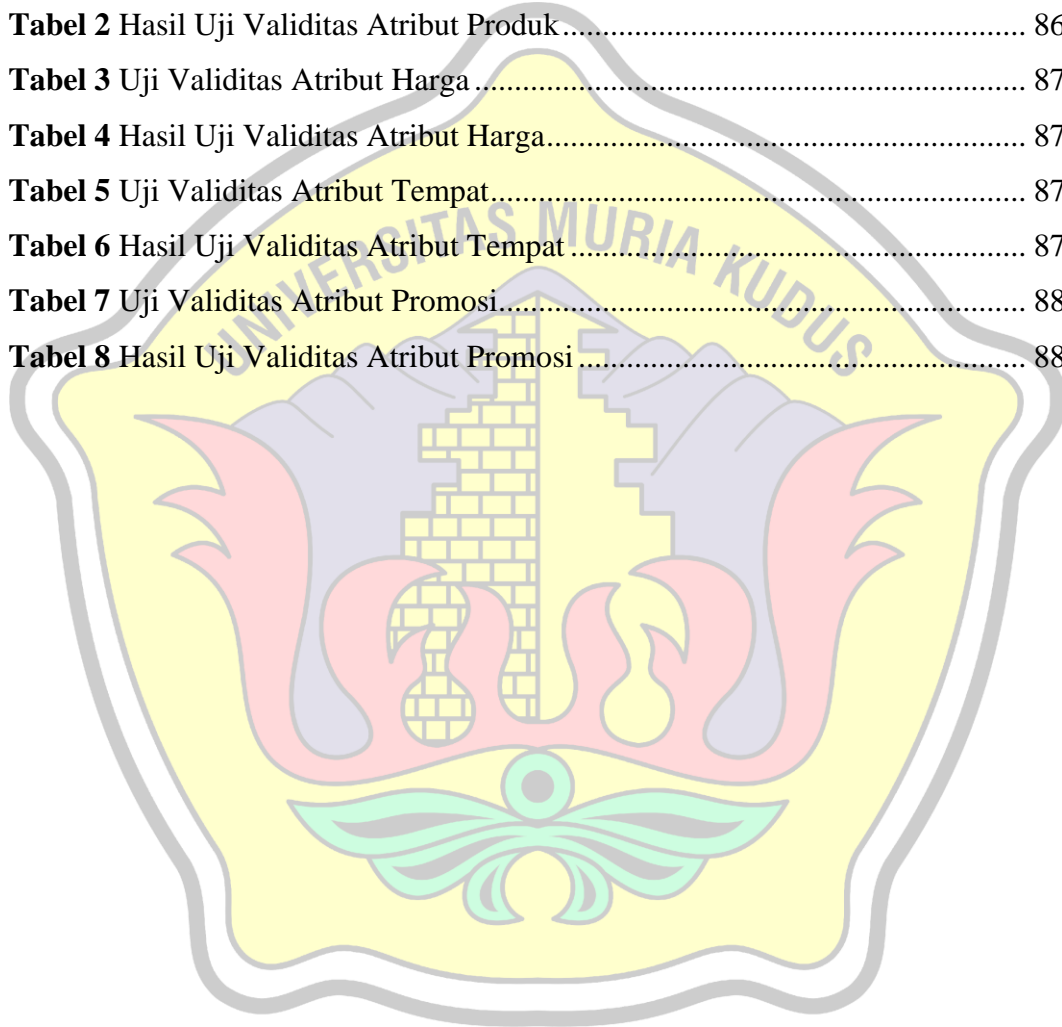 Tabel 2 Hasil Uji Validitas Atribut Produk........................................................ 86
Tabel 3 Uji Validitas Atribut Harga................................................................... 87
Tabel 4 Hasil Uji Validitas Atribut Harga.......................................................... 87
Tabel 5 Uji Validitas Atribut Tempat................................................................. 87
Tabel 6 Hasil Uji Validitas Atribut Tempat....................................................... 87
Tabel 7 Uji Validitas Atribut Promosi................................................................ 88
Tabel 8 Hasil Uji Validitas Atribut Promosi...................................................... 88
UNIVERSITAS MURIA KUDUS